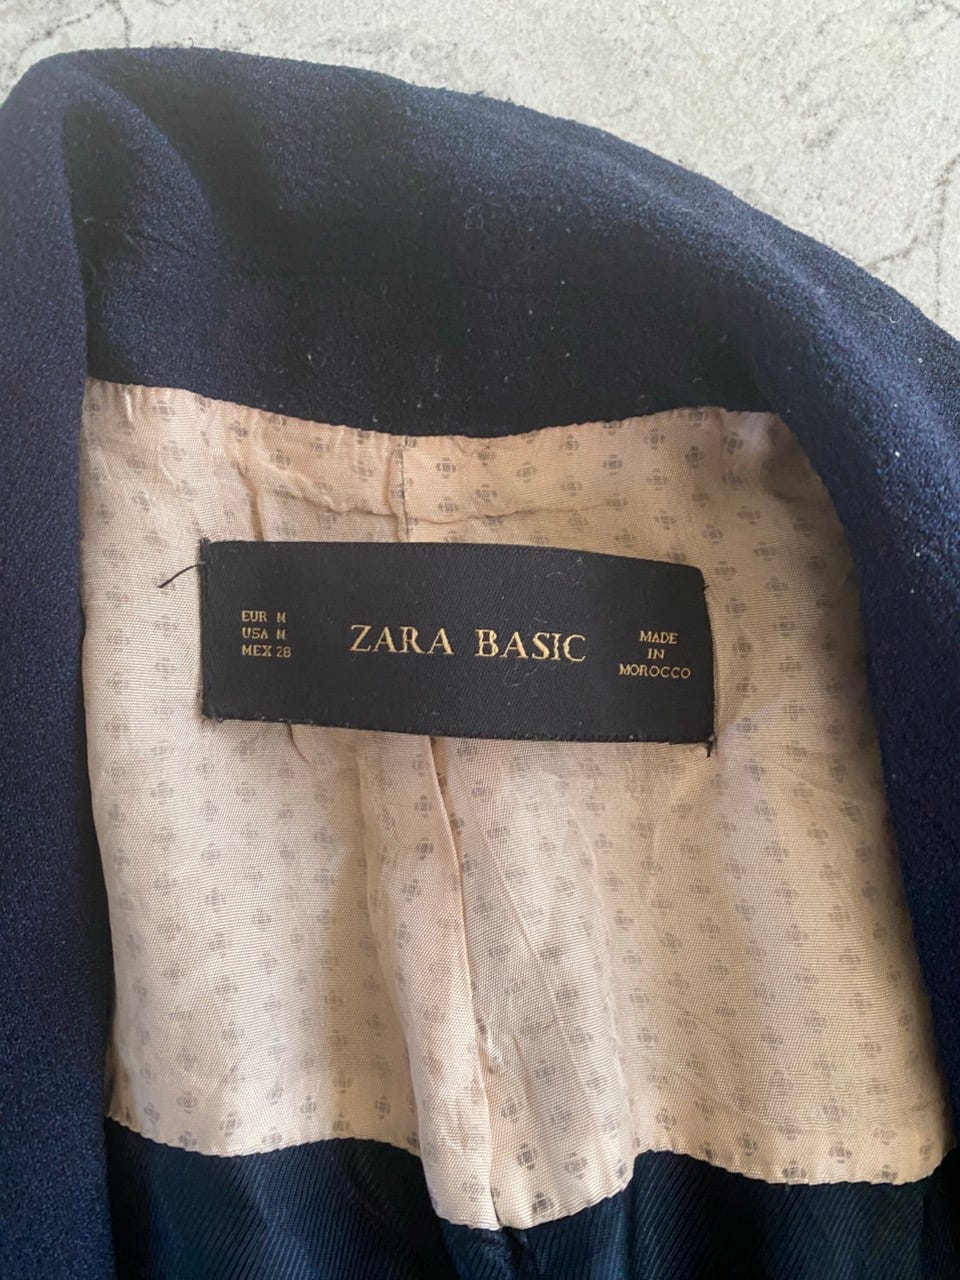 EUR M
USA M
MEX 28
ZARA BASIC
MADE
IN
MOROCCO